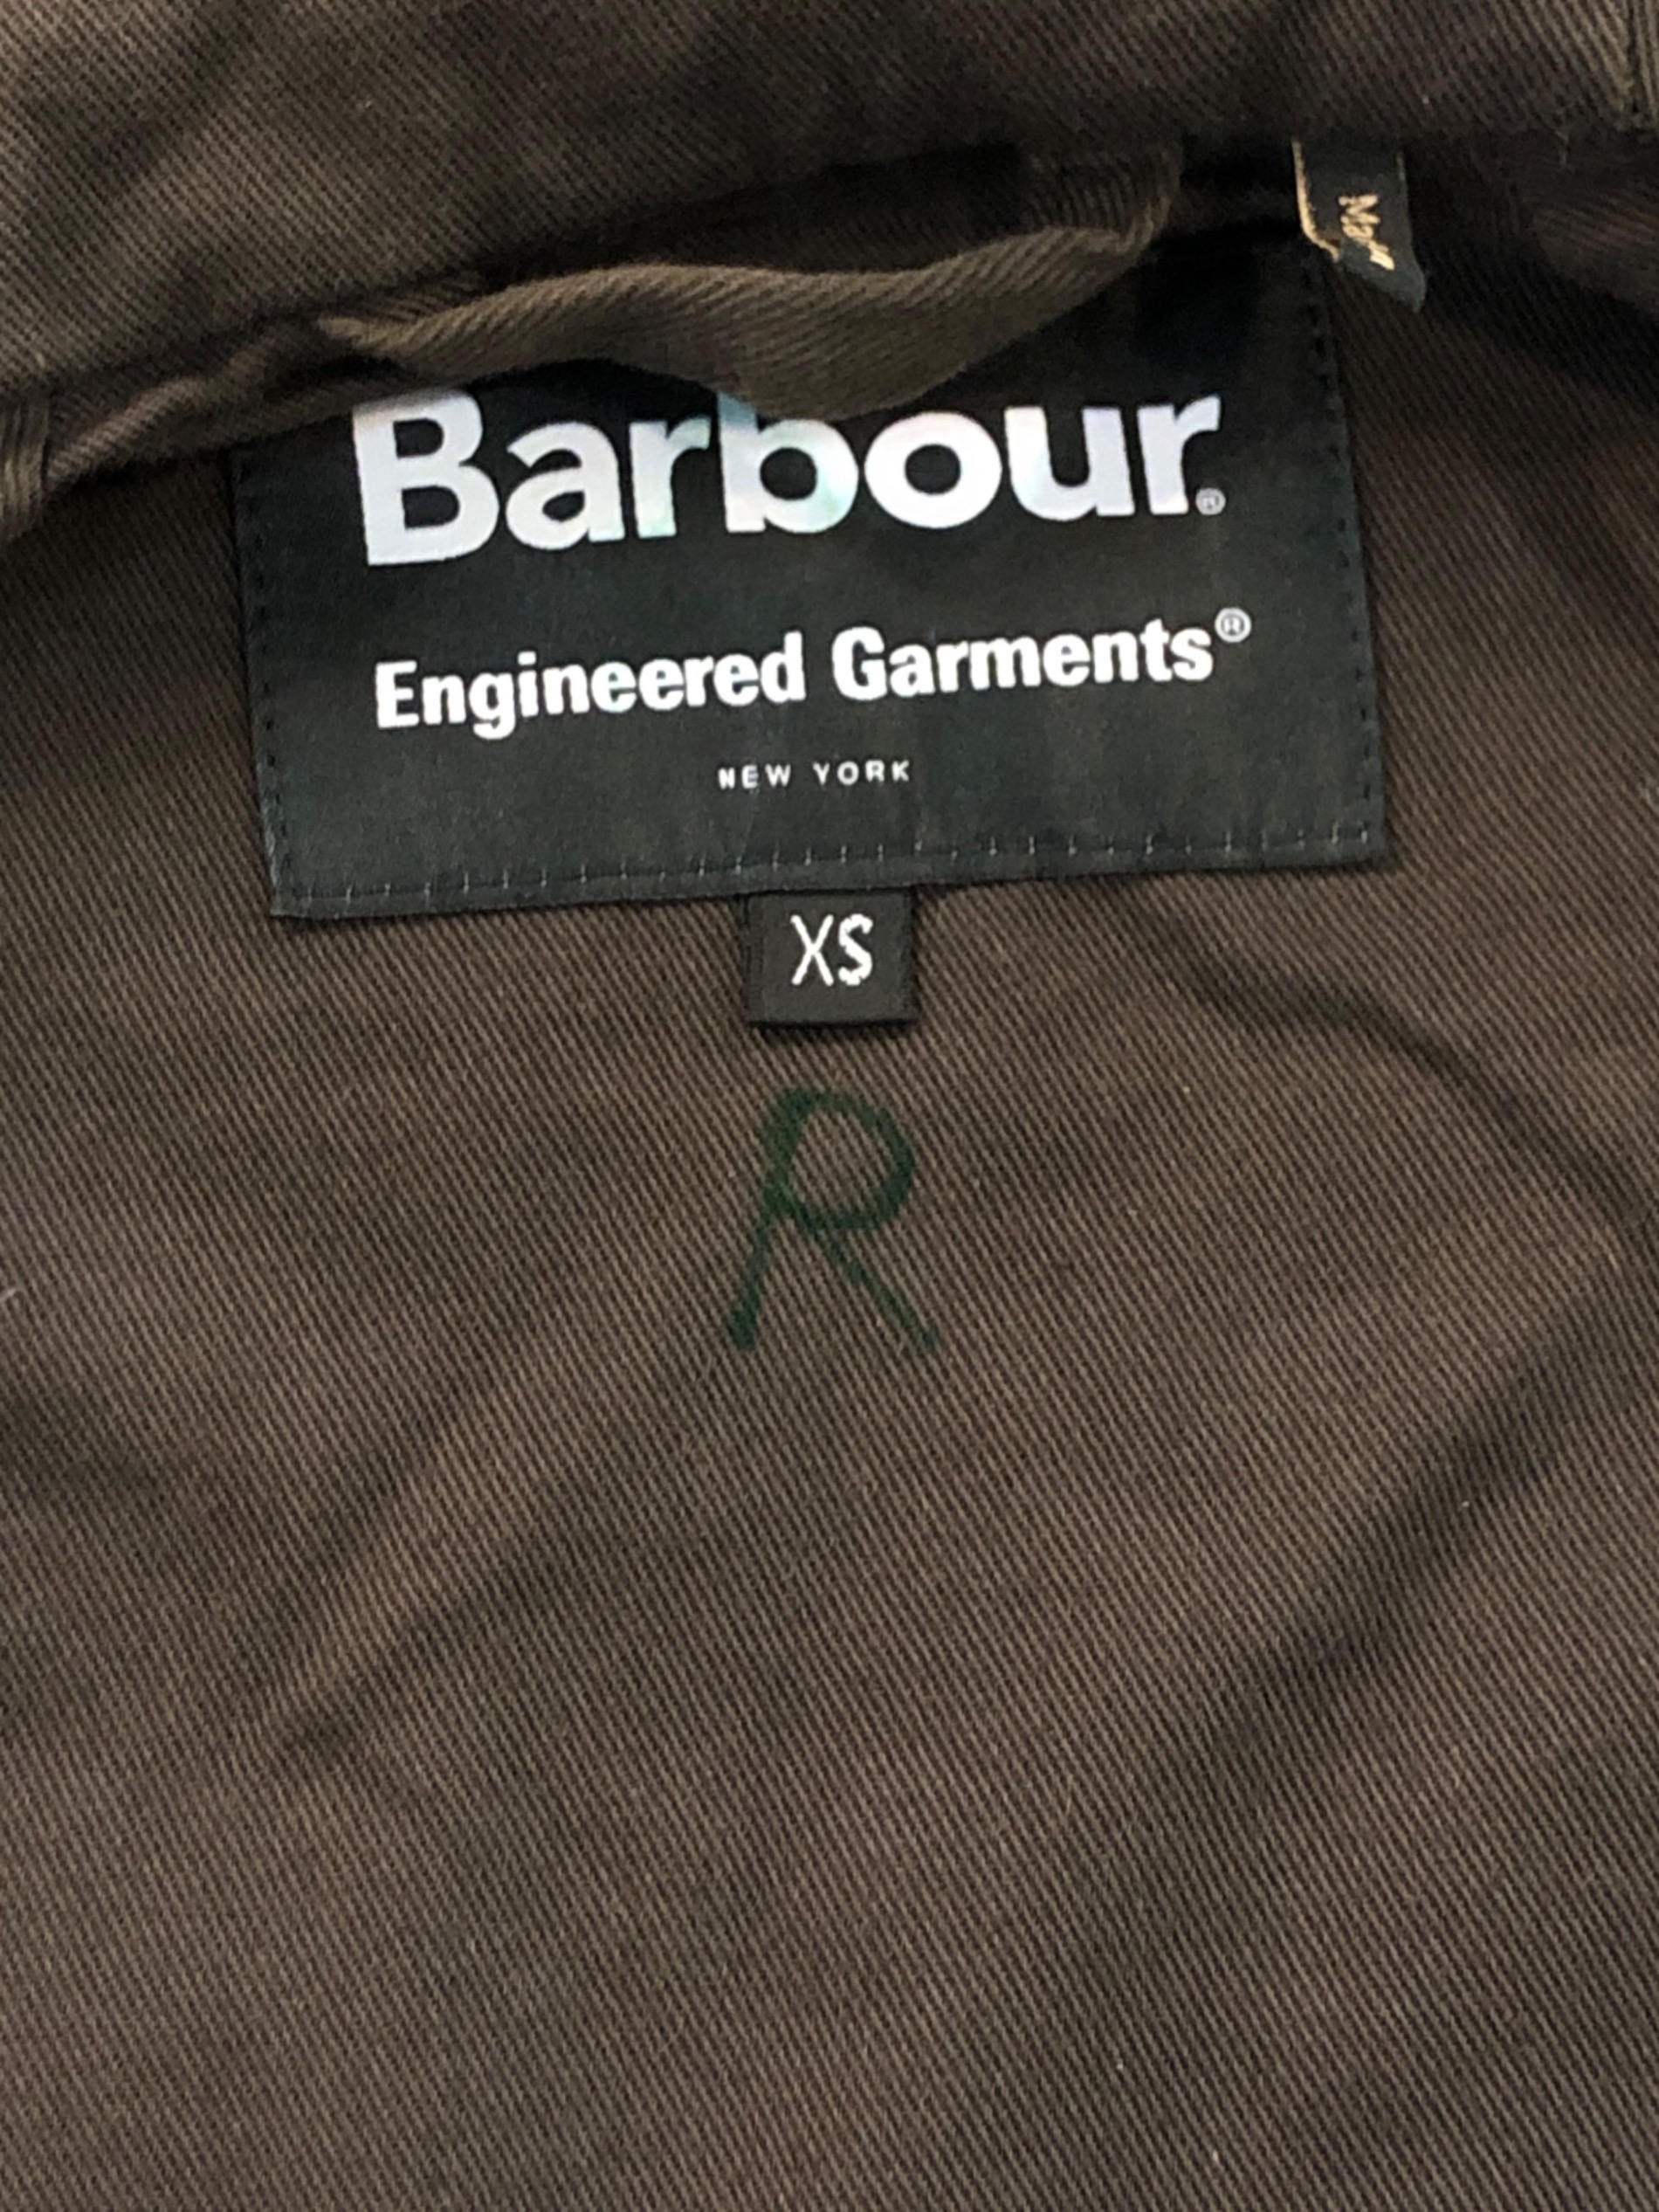 Barbour®
Engineered Garments®
NEW YORK
XS
R